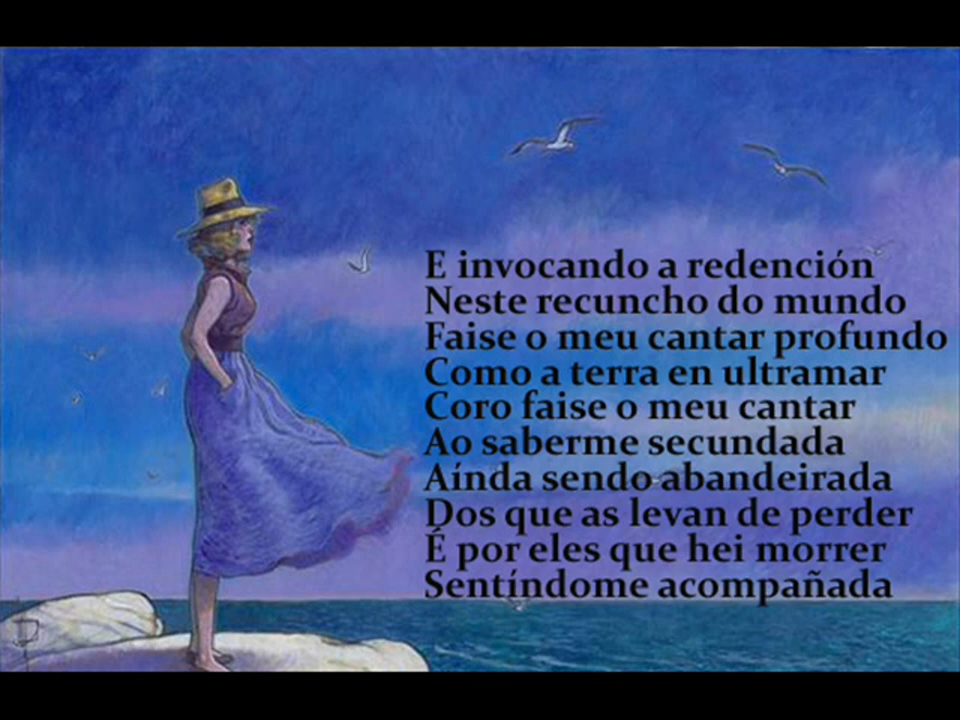 E invocando a redención
Neste recuncho do mundo
Faise o meu cantar profundo
Como a terra en ultramar
Coro faise o meu cantar
Ao saberme secundada
Aínda sendo abandeirada
Dos que as levan de perder
É por eles que hei morrer
Sentíndome acompañada